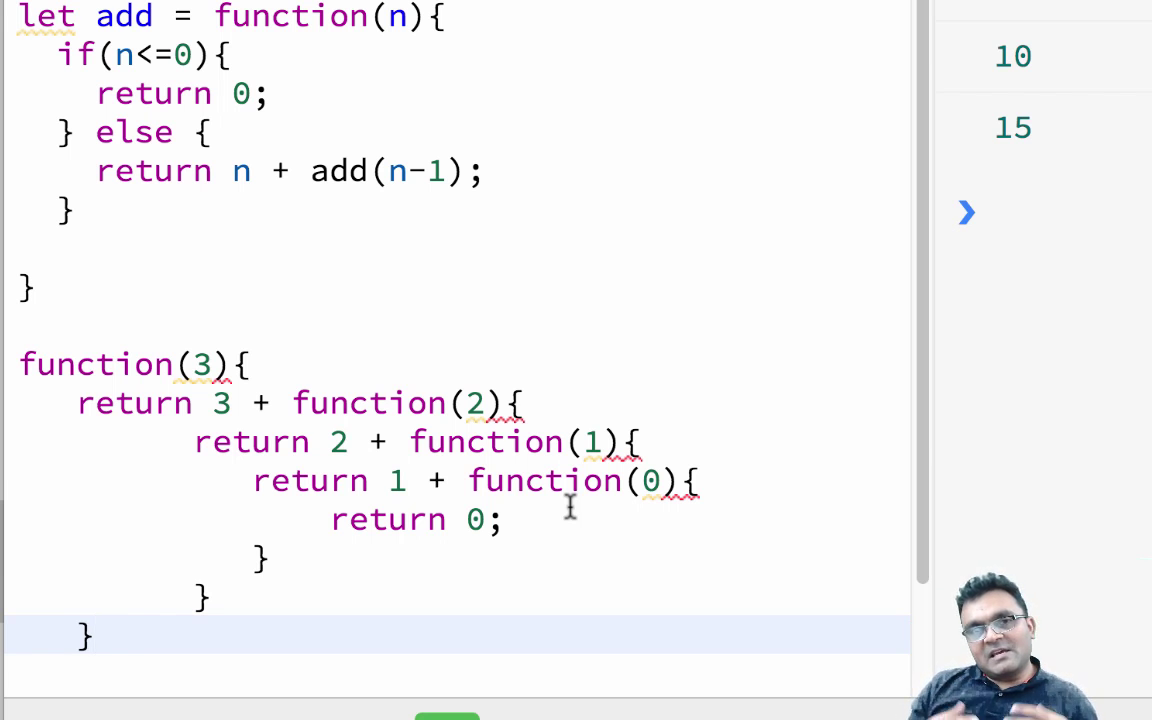 let add = function(n){
  if(n<=0){
    return 0;
  } else {
    return n + add(n-1);
  }
}
function(3){
   return 3 + function(2){
         return 2 + function(1){
            return 1 + function(0){
                return 0;
            }
         }
   }
10
15
❯